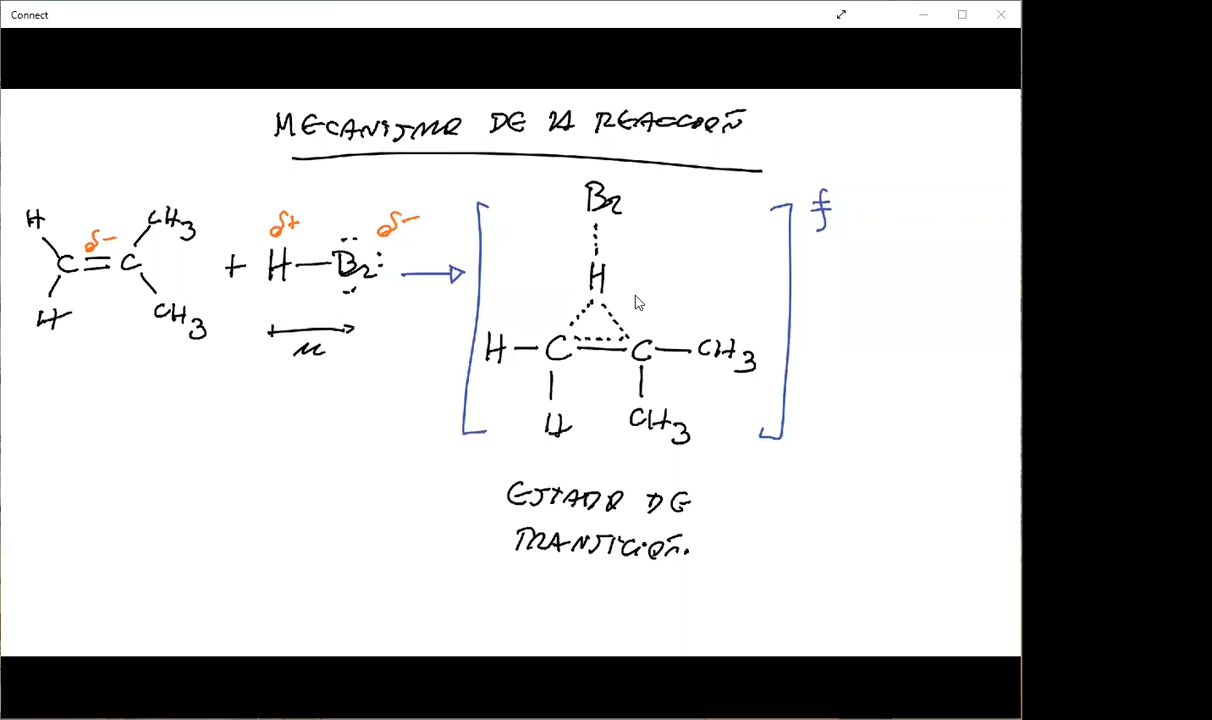 Connect
MECANISMO DE LA REACCIÓN
Br
H CH3 δ+ δ- ‡
δ-
C=C + H—Br
H
H CH3
μ
H—C=C—CH3
H CH3
ESTADO DE
TRANSICIÓN.